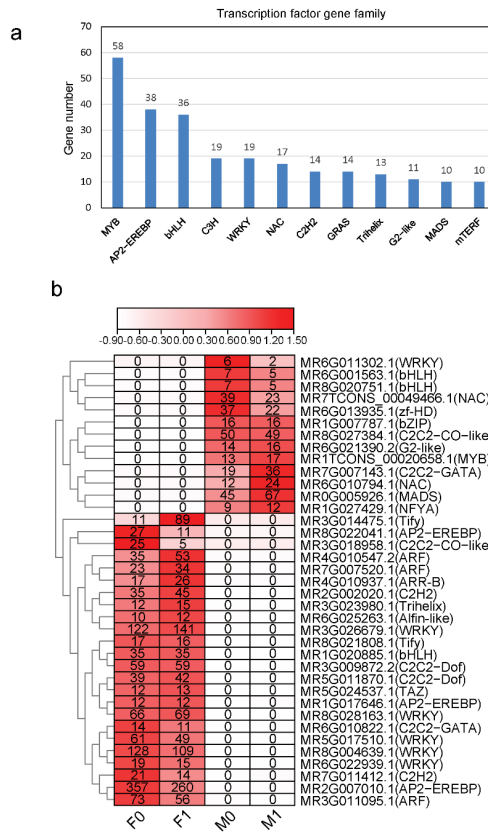 a
Transcription factor gene family
Gene number
70
60
50
40
30
20
10
0
58
38
36
19
19
17
14
14
13
11
10
10
MYB
AP2-EREBP
bHLH
C3H
WRKY
NAC
C2H2
GRAS
Trihelix
G2-like
MADS
mTERF
b
-0.90-0.60-0.300.000.300.600.901.20 1.50
0 0 6 2 MR6G011302.1(WRKY)
0 0 7 5 MR6G001563.1(bHLH)
0 0 7 5 MR8G020751.1(bHLH)
0 0 39 23 MR7TCONS_00049466.1(NAC)
0 0 37 22 MR6G013935.1(zf-HD)
0 0 16 16 MR1G007787.1(bZIP)
0 0 50 49 MR8G027384.1(C2C2-CO-like)
0 0 14 16 MR6G021390.2(G2-like)
0 0 13 17 MR1TCONS_00020658.1(MYB)
0 0 19 36 MR7G007143.1(C2C2-GATA)
0 0 12 24 MR6G010794.1(NAC)
0 0 45 67 MR0G005926.1(MADS)
0 0 9 12 MR1G027429.1(NFYA)
11 89 0 0 MR3G014475.1(Tify)
27 11 0 0 MR8G022041.1(AP2-EREBP)
25 5 0 0 MR3G018958.1(C2C2-CO-like)
35 53 0 0 MR4G010547.2(ARF)
23 34 0 0 MR7G007520.1(ARF)
17 26 0 0 MR4G010937.1(ARR-B)
35 45 0 0 MR2G002020.1(C2H2)
12 15 0 0 MR3G023980.1(Trihelix)
10 12 0 0 MR6G025263.1(Alfin-like)
122 141 0 0 MR3G026679.1(WRKY)
17 16 0 0 MR8G021808.1(Tify)
35 35 0 0 MR1G020885.1(bHLH)
59 59 0 0 MR3G009872.2(C2C2-Dof)
39 42 0 0 MR5G011870.1(C2C2-Dof)
12 13 0 0 MR5G024537.1(TAZ)
12 12 0 0 MR1G017646.1(AP2-EREBP)
66 69 0 0 MR8G028163.1(WRKY)
14 11 0 0 MR6G010822.1(C2C2-GATA)
61 49 0 0 MR5G017510.1(WRKY)
128 109 0 0 MR8G004639.1(WRKY)
19 15 0 0 MR6G022939.1(WRKY)
21 14 0 0 MR7G011412.1(C2H2)
357 260 0 0 MR2G007010.1(AP2-EREBP)
73 56 0 0 MR3G011095.1(ARF)
F0 F1 M0 M1